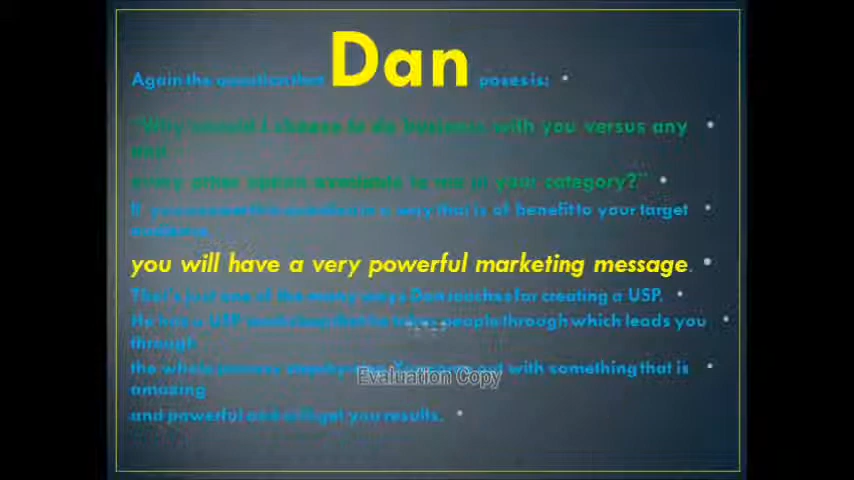 Again the question that Dan poses is:
"Why should I choose to do business with you versus any
and
every other option available to me in your category?"
If you answer this question in a way that is of benefit to your target
audience
you will have a very powerful marketing message.
That's just one of the many ways Dan teaches for creating a USP.
He has a USP workshop that he takes people through which leads you
through
the whole process step by step. You come out with something that is
amazing
and powerful and will get you results.
Evaluation Copy